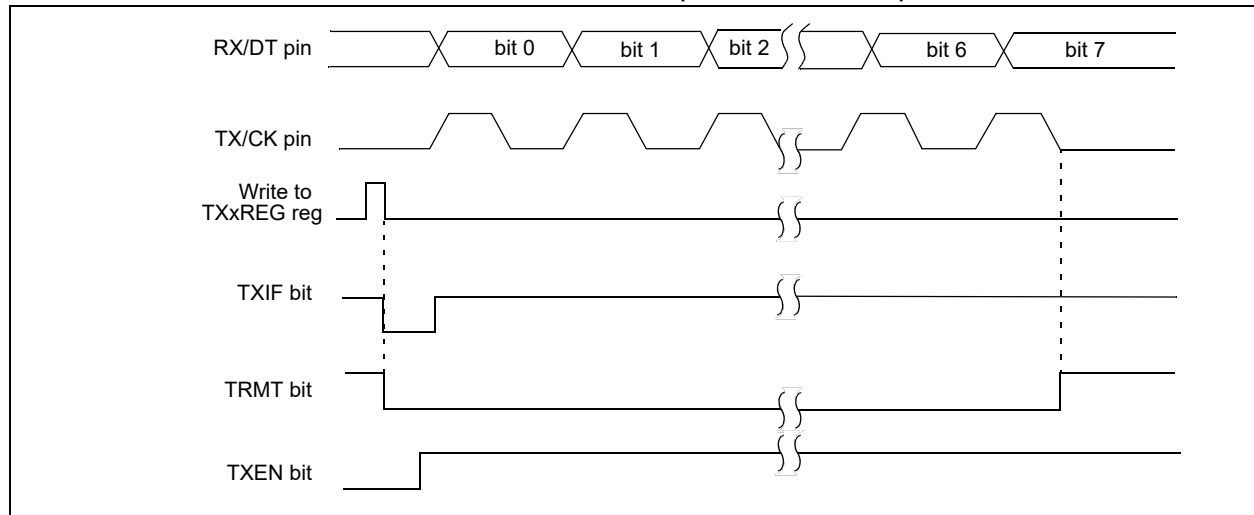 RX/DT pin
bit 0
bit 1
bit 2
bit 6
bit 7
TX/CK pin
Write to
TXxREG reg
TXIF bit
TRMT bit
TXEN bit